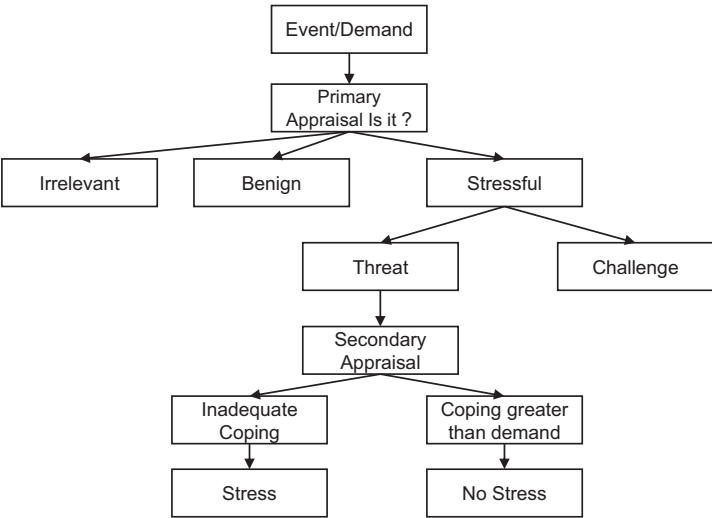 Event/Demand
Primary
Appraisal Is it ?
Irrelevant
Benign
Stressful
Threat
Challenge
Secondary
Appraisal
Inadequate
Coping
Coping greater
than demand
Stress
No Stress